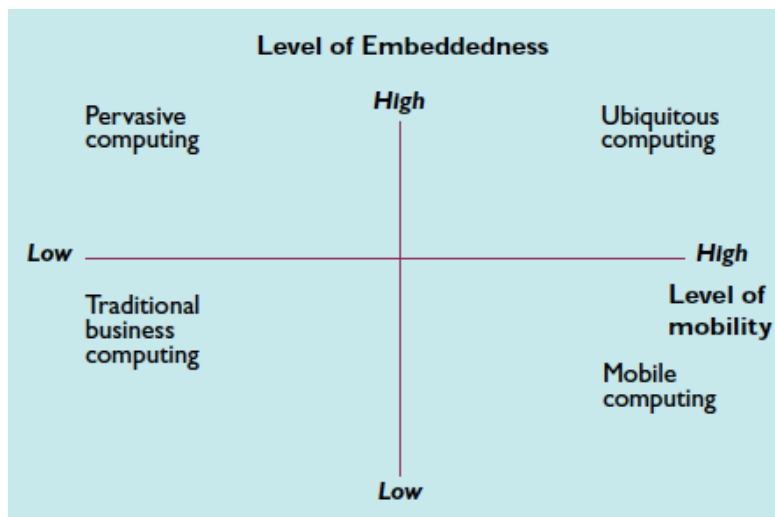 Level of Embeddedness
High
Pervasive
computing
Ubiquitous
computing
Low
High
Traditional
business
computing
Level of
mobility
Mobile
computing
Low